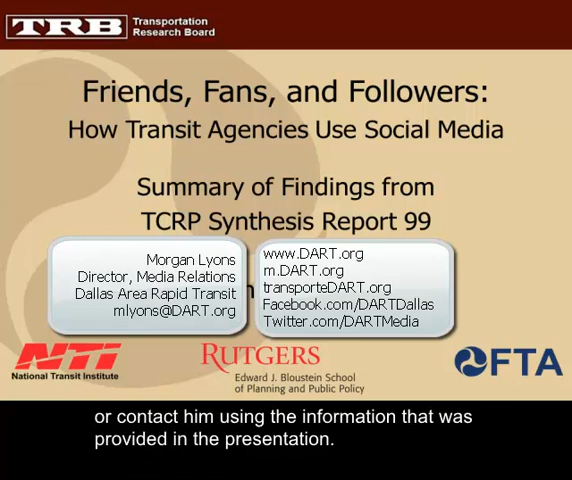 TRB
Transportation
Research Board
Friends, Fans, and Followers:
How Transit Agencies Use Social Media
Summary of Findings from
TCRP Synthesis Report 99
Morgan Lyons
Director, Media Relations
Dallas Area Rapid Transit
mlyons@DART.org
www.DART.org
m.DART.org
transporteDART.org
Facebook.com/DARTDallas
Twitter.com/DARTMedia
NTI
National Transit Institute
RUTGERS
Edward J. Bloustein School
of Planning and Public Policy
FTA
or contact him using the information that was
provided in the presentation.